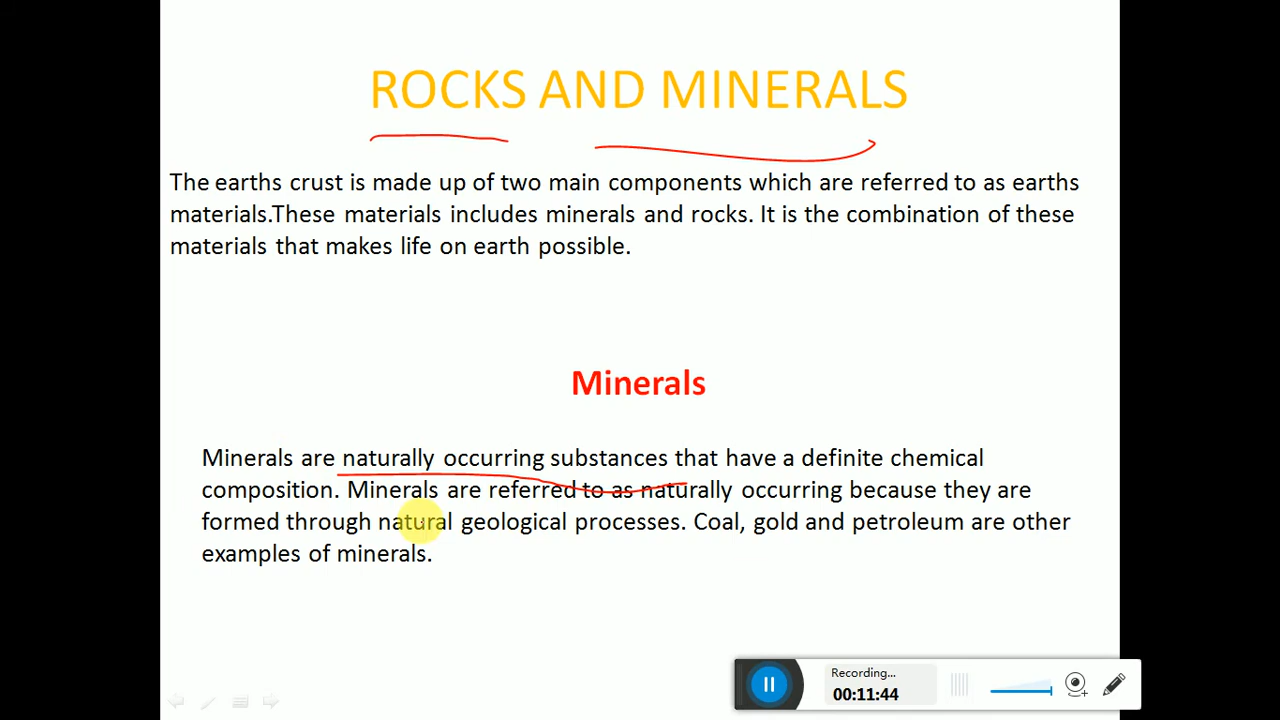 ROCKS AND MINERALS
The earths crust is made up of two main components which are referred to as earths
materials.These materials includes minerals and rocks. It is the combination of these
materials that makes life on earth possible.
Minerals
Minerals are naturally occurring substances that have a definite chemical
composition. Minerals are referred to as naturally occurring because they are
formed through natural geological processes. Coal, gold and petroleum are other
examples of minerals.
Recording...
00:11:44